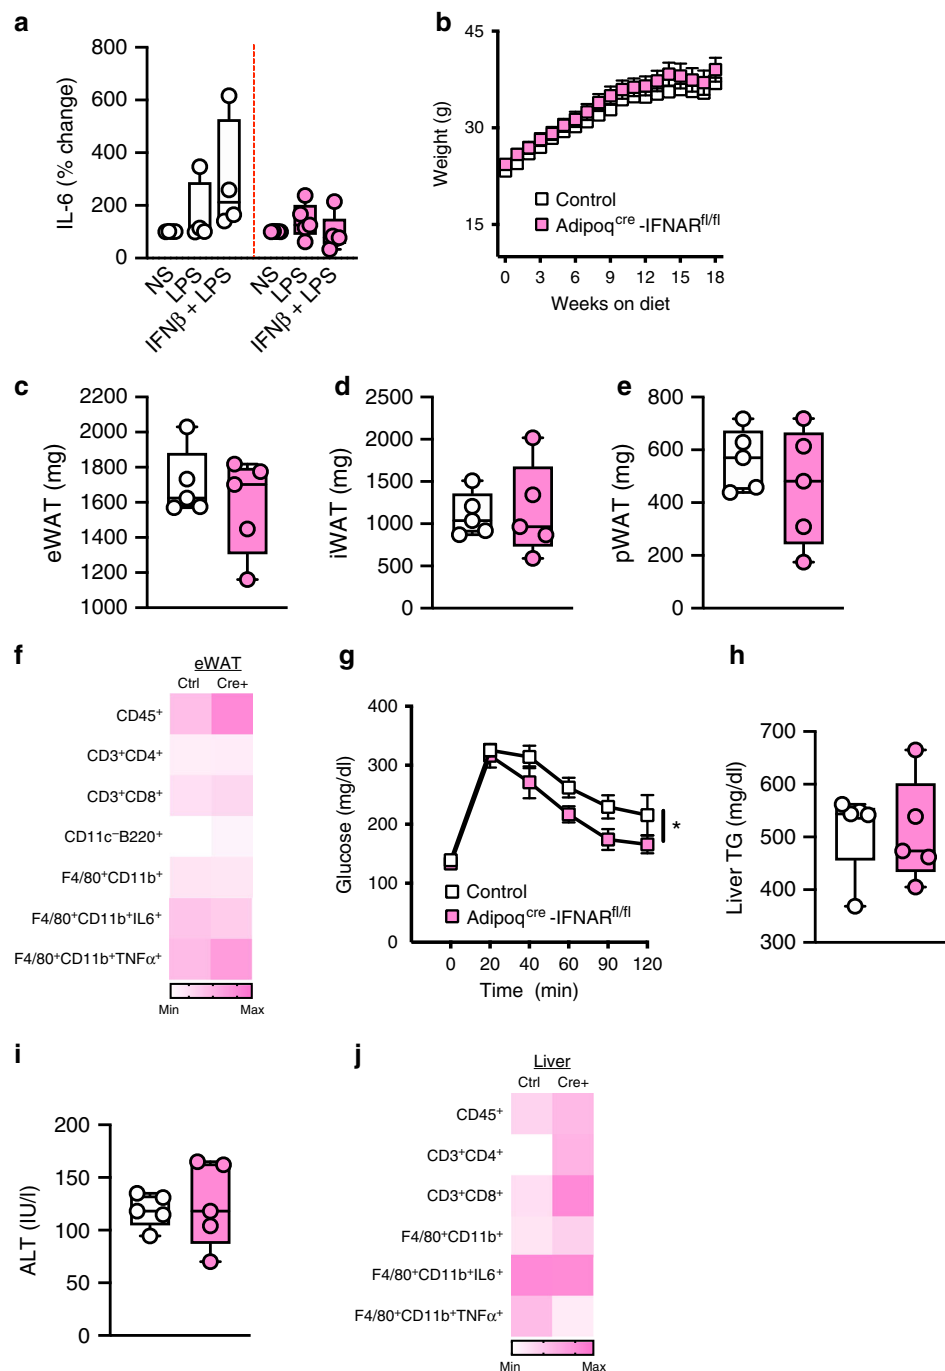 a
800
600
400
200
0
IL-6 (% change)
NS
LPS
IFNβ + LPS
NS
LPS
IFNβ + LPS
b
45
30
15
Weight (g)
Control
Adipoq^cre -IFNAR^fl/fl
0 3 6 9 12 15 18
Weeks on diet
c
2200
2000
1800
1600
1400
1200
1000
eWAT (mg)
d
2500
2000
1500
1000
500
0
iWAT (mg)
e
800
600
400
200
0
pWAT (mg)
f
eWAT
Ctrl Cre+
CD45⁺
CD3⁺CD4⁺
CD3⁺CD8⁺
CD11c⁻B220⁺
F4/80⁺CD11b⁺
F4/80⁺CD11b⁺IL6⁺
F4/80⁺CD11b⁺TNFα⁺
Min Max
g
400
300
200
100
0
Glucose (mg/dl)
*
Control
Adipoq^cre -IFNAR^fl/fl
0 20 40 60 90 120
Time (min)
h
700
600
500
400
300
Liver TG (mg/dl)
i
200
150
100
50
0
ALT (IU/l)
j
Liver
Ctrl Cre+
CD45⁺
CD3⁺CD4⁺
CD3⁺CD8⁺
F4/80⁺CD11b⁺
F4/80⁺CD11b⁺IL6⁺
F4/80⁺CD11b⁺TNFα⁺
Min Max